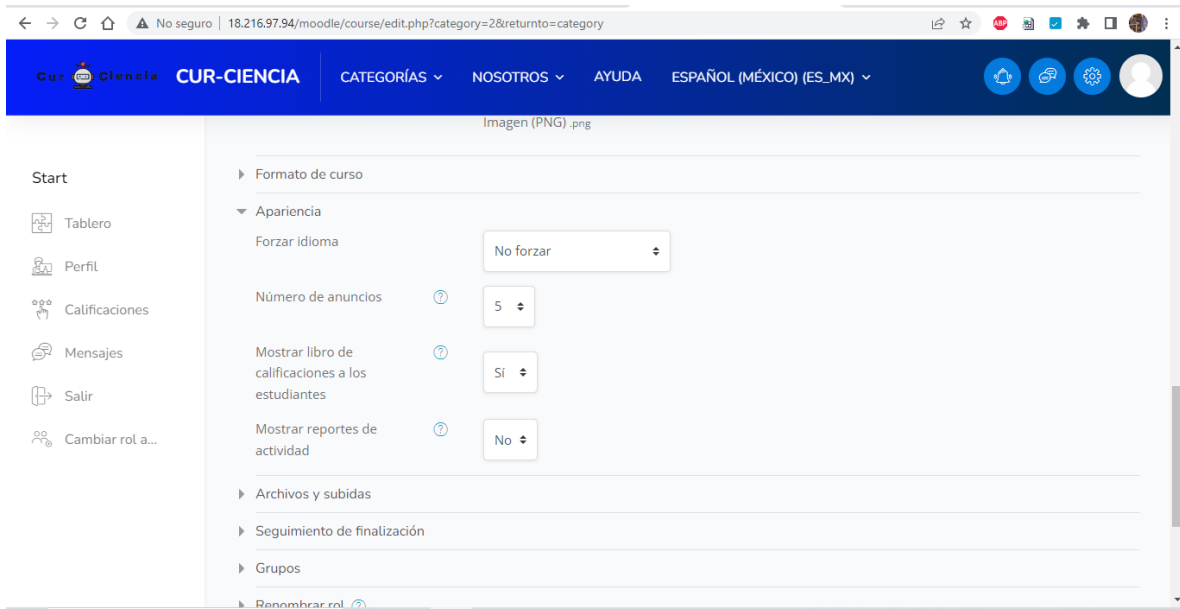 No seguro 18.216.97.94/moodle/course/edit.php?category=2&returnto=category
ABP
Cur Ciencia CUR-CIENCIA CATEGORÍAS NOSOTROS AYUDA ESPAÑOL (MÉXICO) (ES_MX)
Imagen (PNG) .png
Start
Tablero
Perfil
Calificaciones
Mensajes
Salir
Cambiar rol a...
Formato de curso
Apariencia
Forzar idioma
No forzar
Número de anuncios
5
Mostrar libro de
calificaciones a los
estudiantes
Sí
Mostrar reportes de
actividad
No
Archivos y subidas
Seguimiento de finalización
Grupos
Renombrar rol